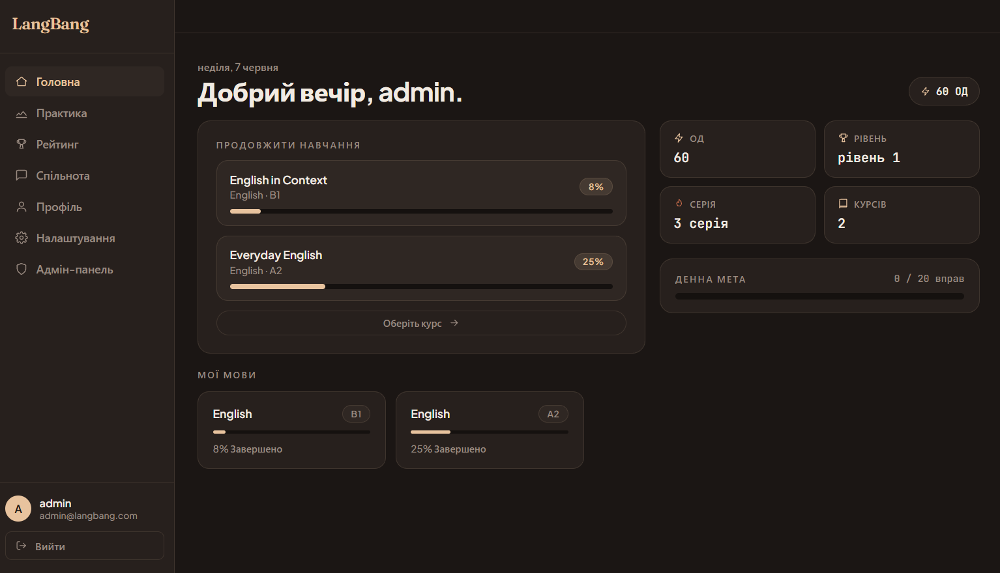 LangBang
Головна
Практика
Рейтинг
Спільнота
Профіль
Налаштування
Адмін-панель
admin
admin@langbang.com
A
Вийти
неділя, 7 червня
Добрий вечір, admin.
60 ОД
ПРОДОВЖИТИ НАВЧАННЯ
English in Context
English · B1
8%
Everyday English
English · A2
25%
Оберіть курс →
ОД
60
РІВЕНЬ
рівень 1
СЕРІЯ
3 серія
КУРСІВ
2
ДЕННА МЕТА
0 / 20 вправ
МОЇ МОВИ
English
B1
8% Завершено
English
A2
25% Завершено